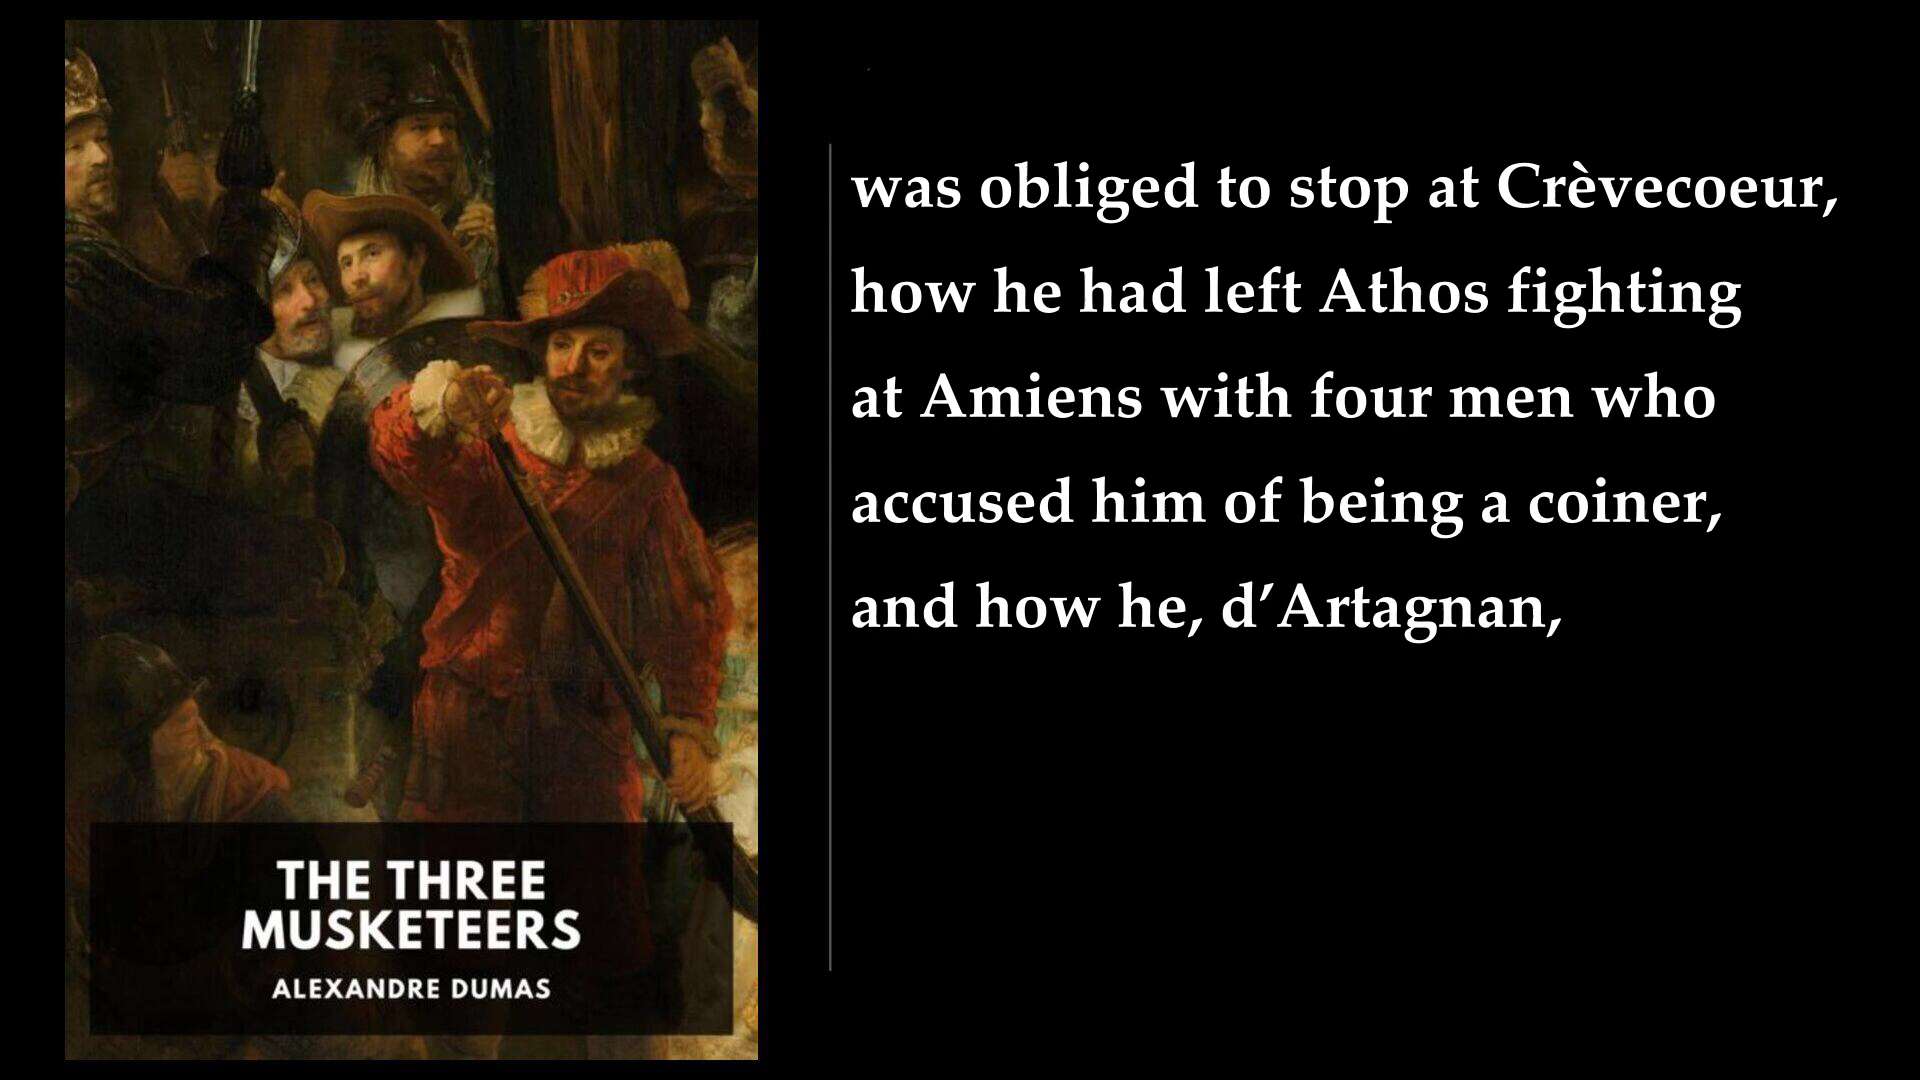 THE THREE
MUSKETEERS
ALEXANDRE DUMAS
was obliged to stop at Crèvecoeur,
how he had left Athos fighting
at Amiens with four men who
accused him of being a coiner,
and how he, d’Artagnan,